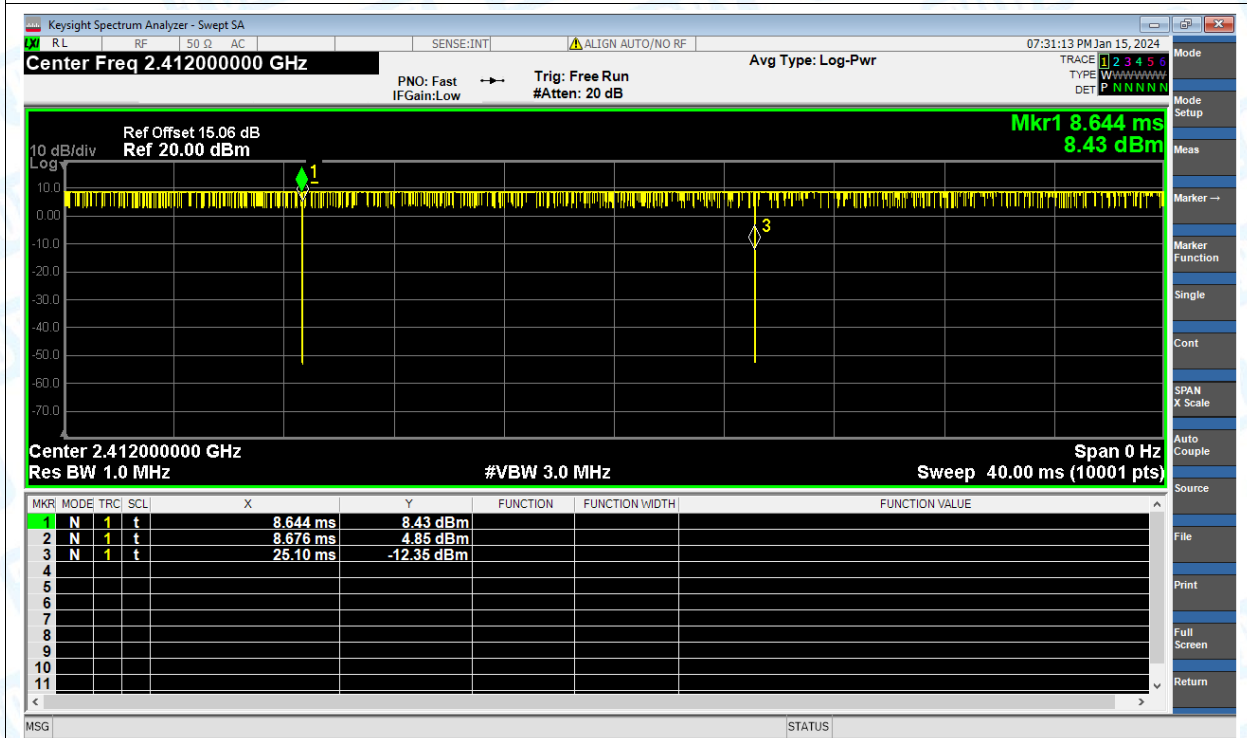 Keysight Spectrum Analyzer - Swept SA
LXI RL RF 50 Ω AC SENSE:INT ALIGN AUTO/NO RF 07:31:13 PM Jan 15, 2024
Center Freq 2.412000000 GHz
PNO: Fast
IFGain:Low
Trig: Free Run
#Atten: 20 dB
Avg Type: Log-Pwr
TRACE 1 2 3 4 5 6
TYPE WWWWWW
DET P NNNNN
Mkr1 8.644 ms
8.43 dBm
Ref Offset 15.06 dB
10 dB/div Ref 20.00 dBm
Log
10.0
0.00
-10.0
-20.0
-30.0
-40.0
-50.0
-60.0
-70.0
1
3
Center 2.412000000 GHz Span 0 Hz
Res BW 1.0 MHz #VBW 3.0 MHz Sweep 40.00 ms (10001 pts)
MKR MODE TRC SCL X Y FUNCTION FUNCTION WIDTH FUNCTION VALUE
1 N 1 t 8.644 ms 8.43 dBm
2 N 1 t 8.676 ms 4.85 dBm
3 N 1 t 25.10 ms -12.35 dBm
4
5
6
7
8
9
10
11
MSG STATUS
Mode
Mode
Setup
Meas
Marker→
Marker
Function
Single
Cont
SPAN
X Scale
Auto
Couple
Source
File
Print
Full
Screen
Return